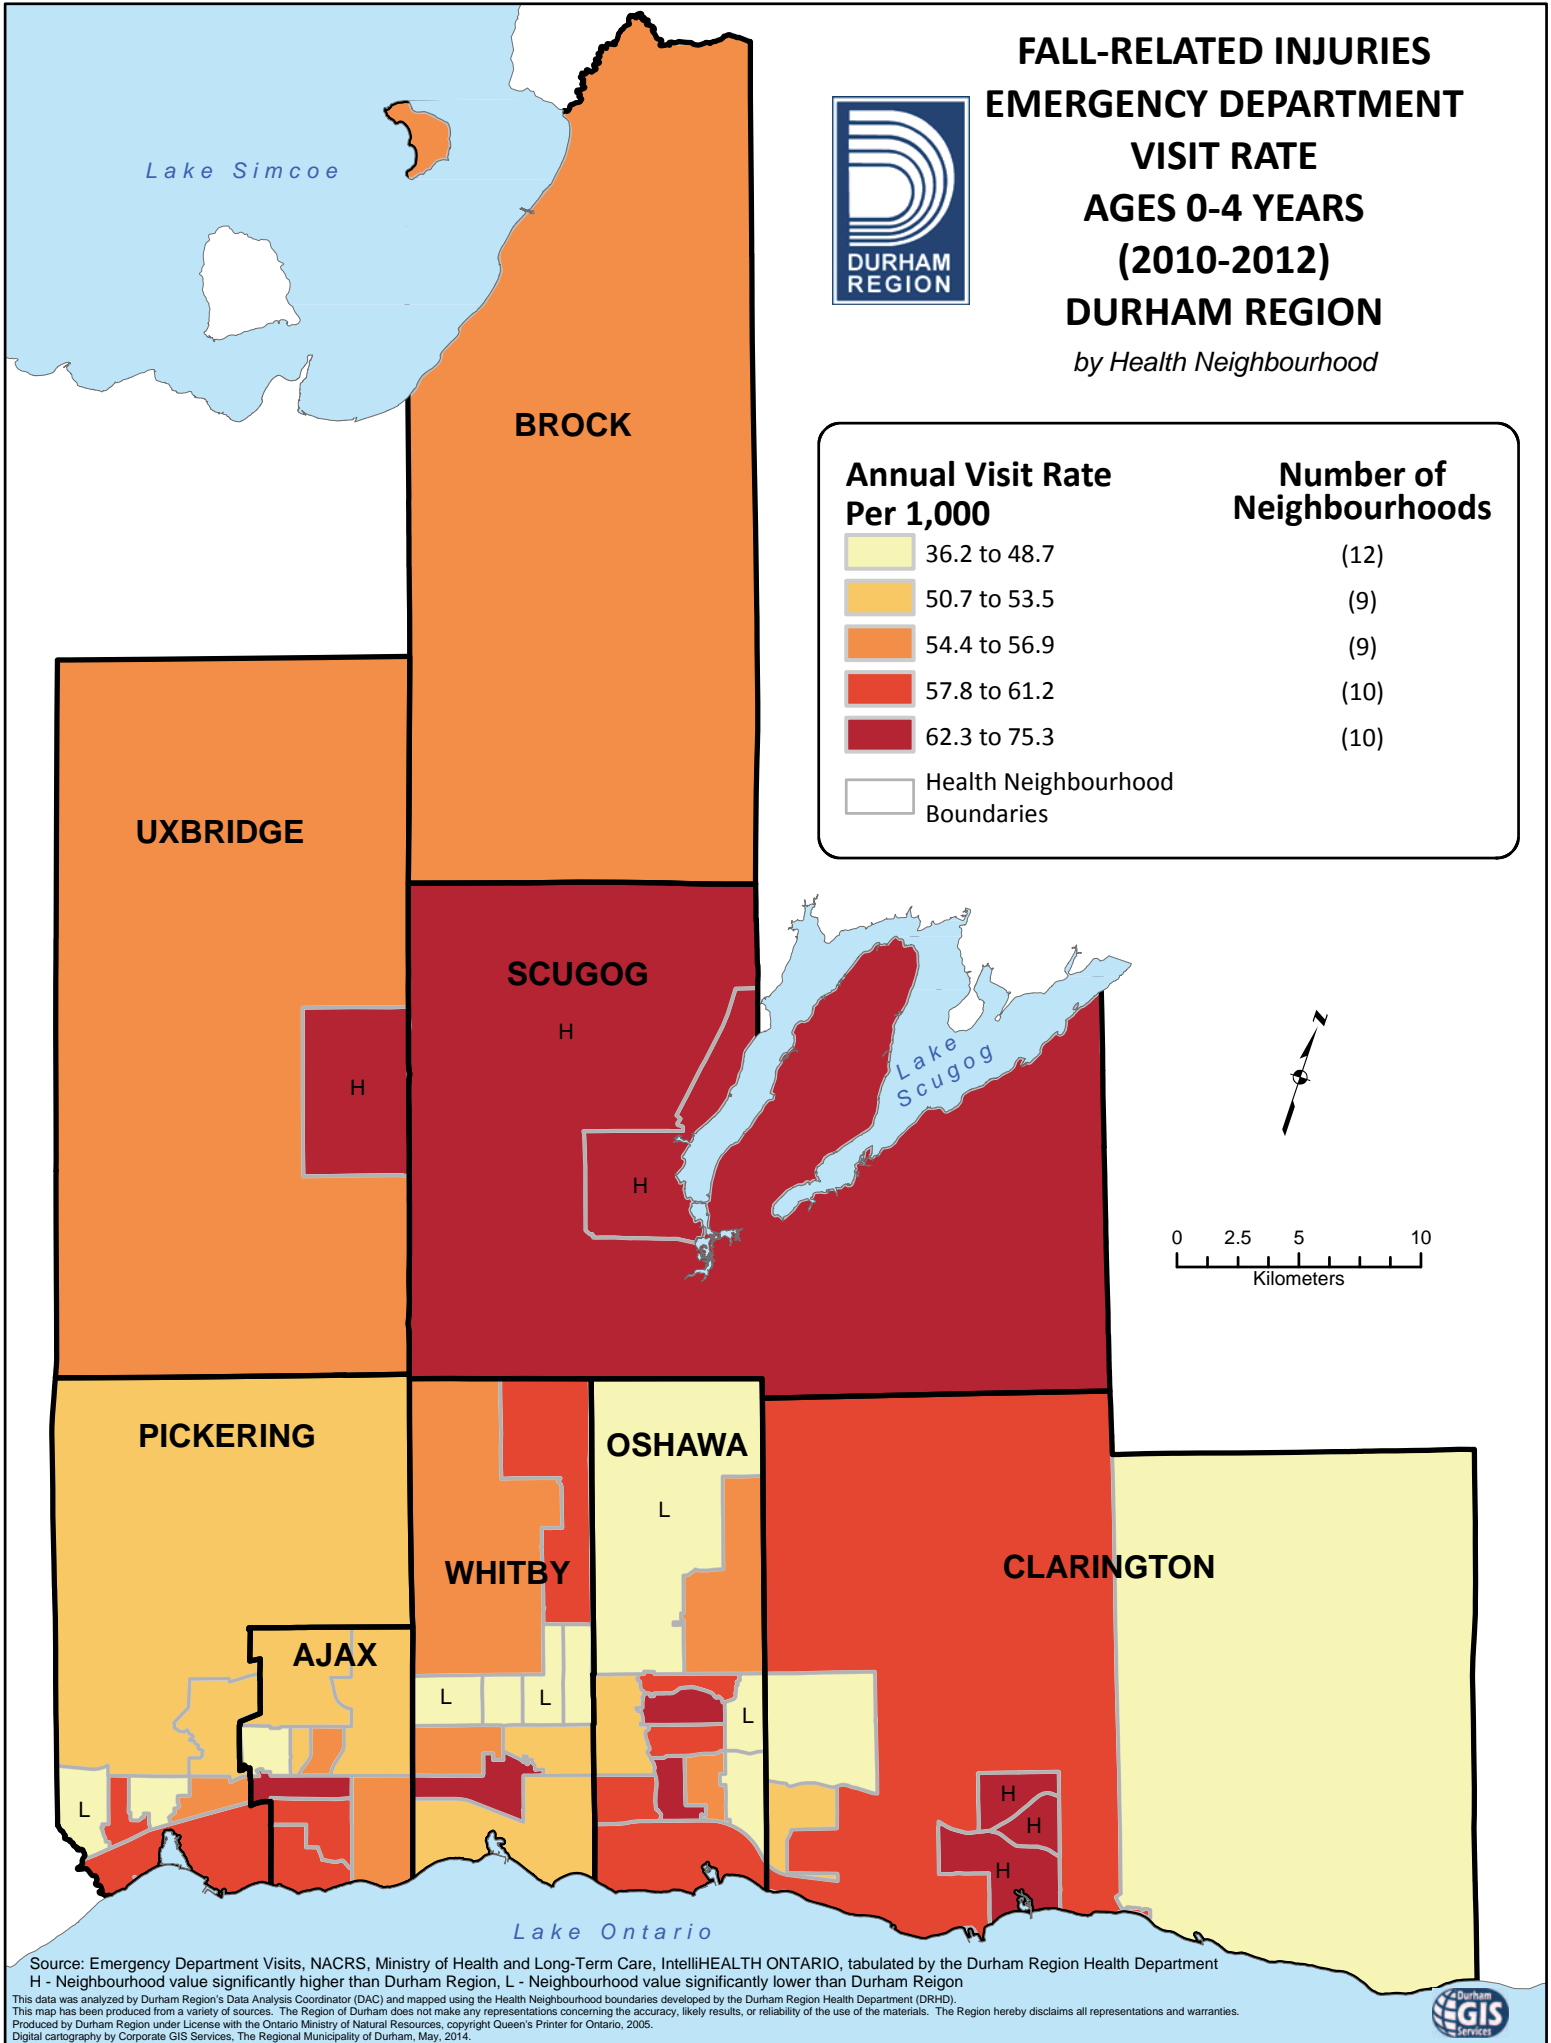 FALL-RELATED INJURIES
EMERGENCY DEPARTMENT
VISIT RATE
AGES 0-4 YEARS
(2010-2012)
DURHAM REGION
by Health Neighbourhood
DURHAM
REGION
Lake Simcoe
BROCK
Annual Visit Rate
Per 1,000
Number of
Neighbourhoods
36.2 to 48.7 (12)
50.7 to 53.5 (9)
54.4 to 56.9 (9)
57.8 to 61.2 (10)
62.3 to 75.3 (10)
Health Neighbourhood
Boundaries
UXBRIDGE
SCUGOG
H
H
H
Lake
Scugog
N
0 2.5 5 10
Kilometers
PICKERING
OSHAWA
L
WHITBY
CLARINGTON
AJAX
L
L
L
L
H
H
H
Lake Ontario
Source: Emergency Department Visits, NACRS, Ministry of Health and Long-Term Care, IntelliHEALTH ONTARIO, tabulated by the Durham Region Health Department
H - Neighbourhood value significantly higher than Durham Region, L - Neighbourhood value significantly lower than Durham Reigon
This data was analyzed by Durham Region's Data Analysis Coordinator (DAC) and mapped using the Health Neighbourhood boundaries developed by the Durham Region Health Department (DRHD).
This map has been produced from a variety of sources. The Region of Durham does not make any representations concerning the accuracy, likely results, or reliability of the use of the materials. The Region hereby disclaims all representations and warranties.
Produced by Durham Region under License with the Ontario Ministry of Natural Resources, copyright Queen's Printer for Ontario, 2005.
Digital cartography by Corporate GIS Services, The Regional Municipality of Durham, May, 2014.
Durham
GIS
Services